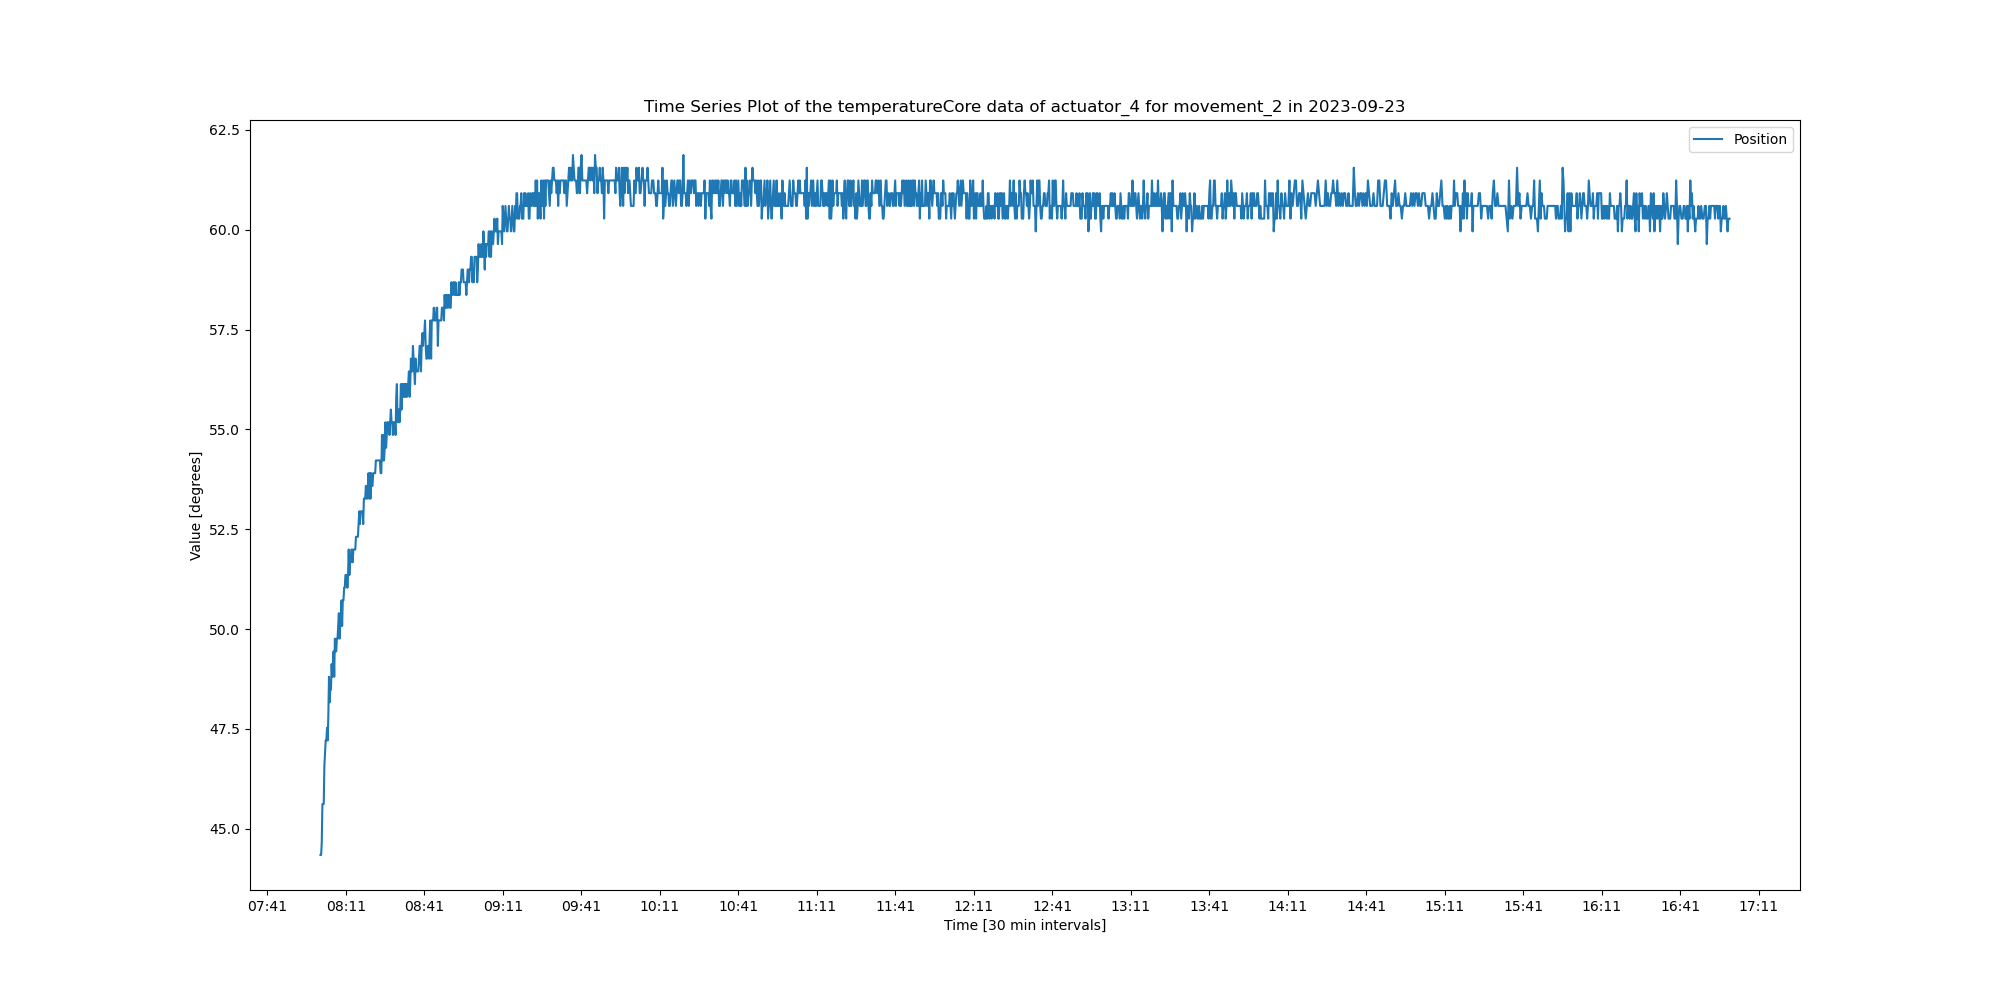 Time Series Plot of the temperatureCore data of actuator_4 for movement_2 in 2023-09-23
Position
62.5
60.0
57.5
55.0
52.5
50.0
47.5
45.0
Value [degrees]
07:41 08:11 08:41 09:11 09:41 10:11 10:41 11:11 11:41 12:11 12:41 13:11 13:41 14:11 14:41 15:11 15:41 16:11 16:41 17:11
Time [30 min intervals]